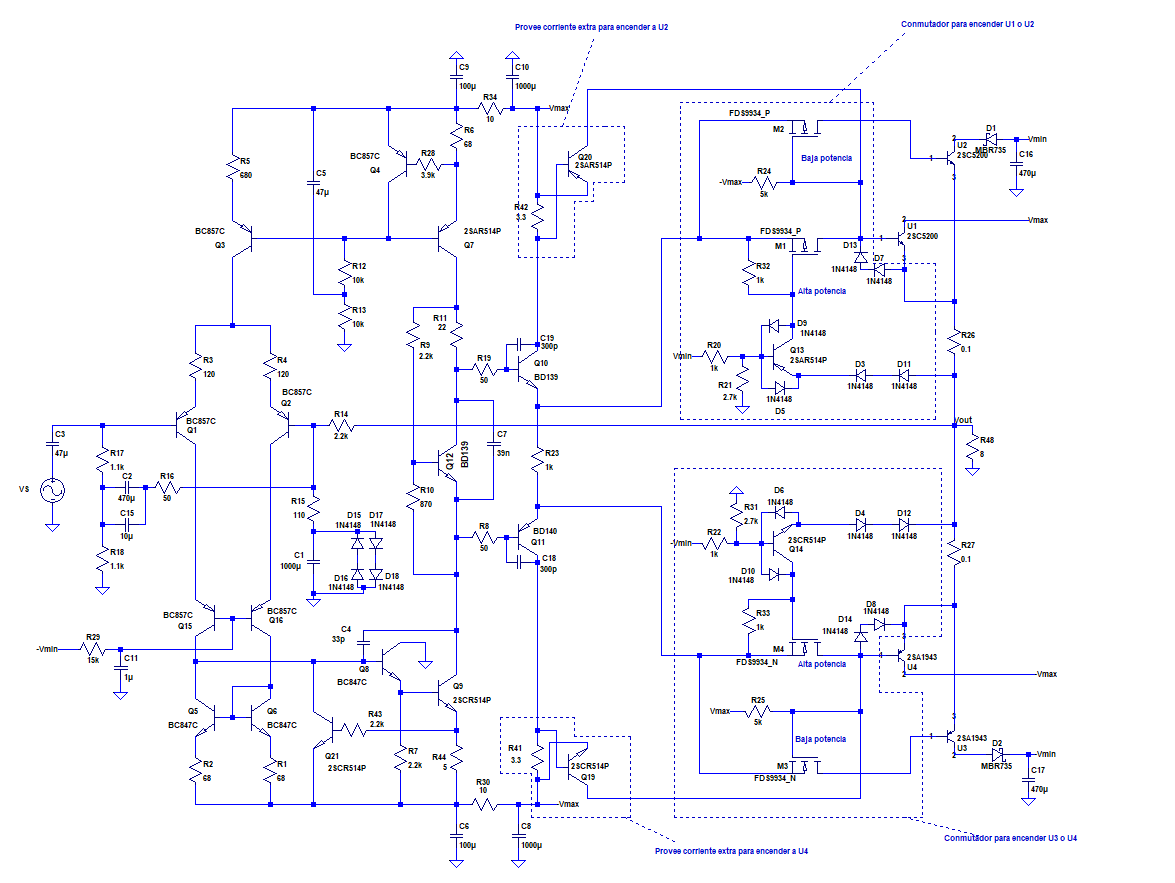 Provee corriente extra para encender a U2
Conmutador para encender U1 o U2
C9
100µ
C10
1000µ
R34
10
Vmax
R5
680
C5
47µ
BC857C
Q4
R28
3.9k
R6
68
Q20
2SAR514P
R42
3.3
FDS9934_P
M2
Baja potencia
-Vmax
R24
5k
U2
2SC5200
1
2
3
D1
MBR735
Vmin
C16
470µ
BC857C
Q3
2SAR514P
Q7
FDS9934_P
M1
Alta potencia
D13
1N4148
D7
1N4148
U1
2SC5200
1
2
3
Vmax
R12
10k
R13
10k
R32
1k
R11
22
R9
2.2k
C19
300p
R19
50
Q10
BD139
D9
1N4148
Q13
2SAR514P
Vmin
R20
1k
R21
2.7k
D5
1N4148
D3
1N4148
D11
1N4148
R26
0.1
R3
120
R4
120
BC857C
Q1
BC857C
Q2
R14
2.2k
Vout
R48
8
C3
47µ
VS
R17
1.1k
C2
470µ
R16
50
C15
10µ
R18
1.1k
R15
110
D15
1N4148
D17
1N4148
C1
1000µ
D16
1N4148
D18
1N4148
Q12
BD139
C7
39n
R10
870
R23
1k
R8
50
BD140
Q11
C18
300p
R31
2.7k
D6
1N4148
-Vmin
R22
1k
2SCR514P
Q14
D10
1N4148
D4
1N4148
D12
1N4148
R27
0.1
BC857C
Q15
BC857C
Q16
-Vmin
R29
15k
C11
1µ
C4
33p
Q8
BC847C
Q9
2SCR514P
R33
1k
M4
FDS9934_N
Alta potencia
D14
1N4148
D8
1N4148
3
2SA1943
U4
2
-Vmax
Q5
BC847C
Q6
BC847C
R2
68
R1
68
Q21
2SCR514P
R43
2.2k
R7
2.2k
R44
5
R41
3.3
2SCR514P
Q19
Vmax
R25
5k
Baja potencia
M3
FDS9934_N
3
1
2SA1943
U3
2
D2
MBR735
-Vmin
C17
470µ
R30
10
-Vmax
C6
100µ
C8
1000µ
Provee corriente extra para encender a U4
Conmutador para encender U3 o U4